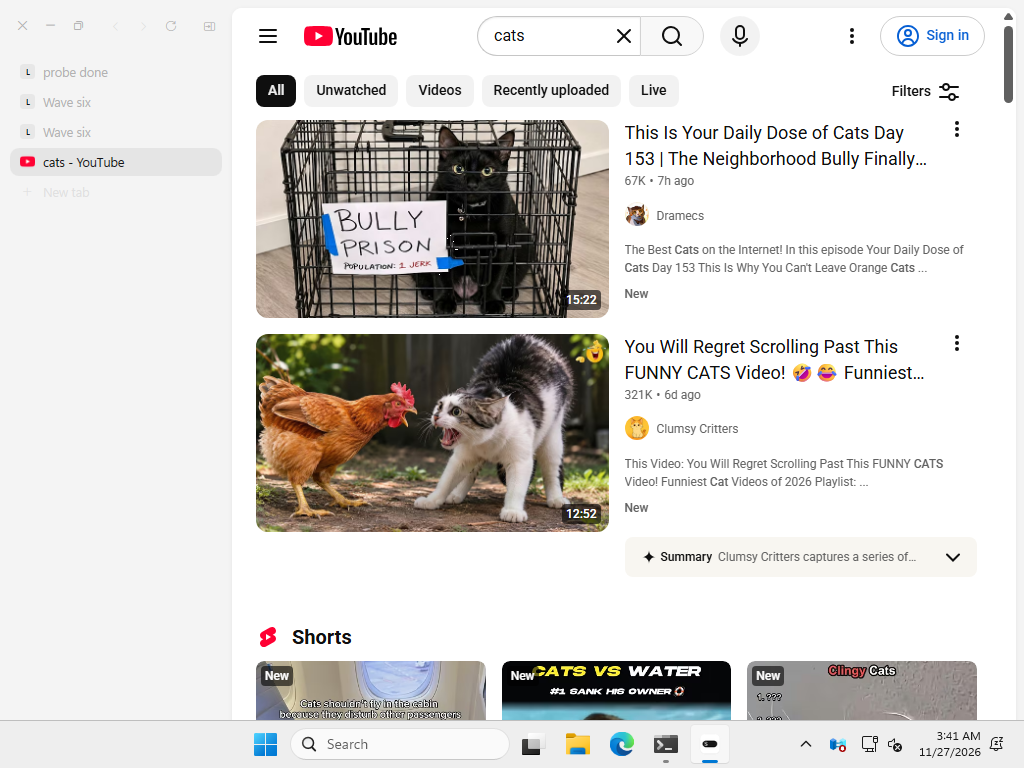 probe done
Wave six
Wave six
cats - YouTube
New tab
YouTube
cats
Sign in
All
Unwatched
Videos
Recently uploaded
Live
Filters
BULLY
PRISON
POPULATION: 1 JERK
15:22
This Is Your Daily Dose of Cats Day
153 | The Neighborhood Bully Finally...
67K • 7h ago
Dramecs
The Best Cats on the Internet! In this episode Your Daily Dose of
Cats Day 153 This Is Why You Can't Leave Orange Cats ...
New
12:52
You Will Regret Scrolling Past This
FUNNY CATS Video! 🤣 😂 Funniest...
321K • 6d ago
Clumsy Critters
This Video: You Will Regret Scrolling Past This FUNNY CATS
Video! Funniest Cat Videos of 2026 Playlist: ...
New
Summary Clumsy Critters captures a series of...
Shorts
New
Cats shouldn't fly in the cabin
because they disturb other passengers
New
CATS VS WATER
#1 SANK HIS OWNER
New
Clingy Cats
1. ???
Search
3:41 AM
11/27/2026